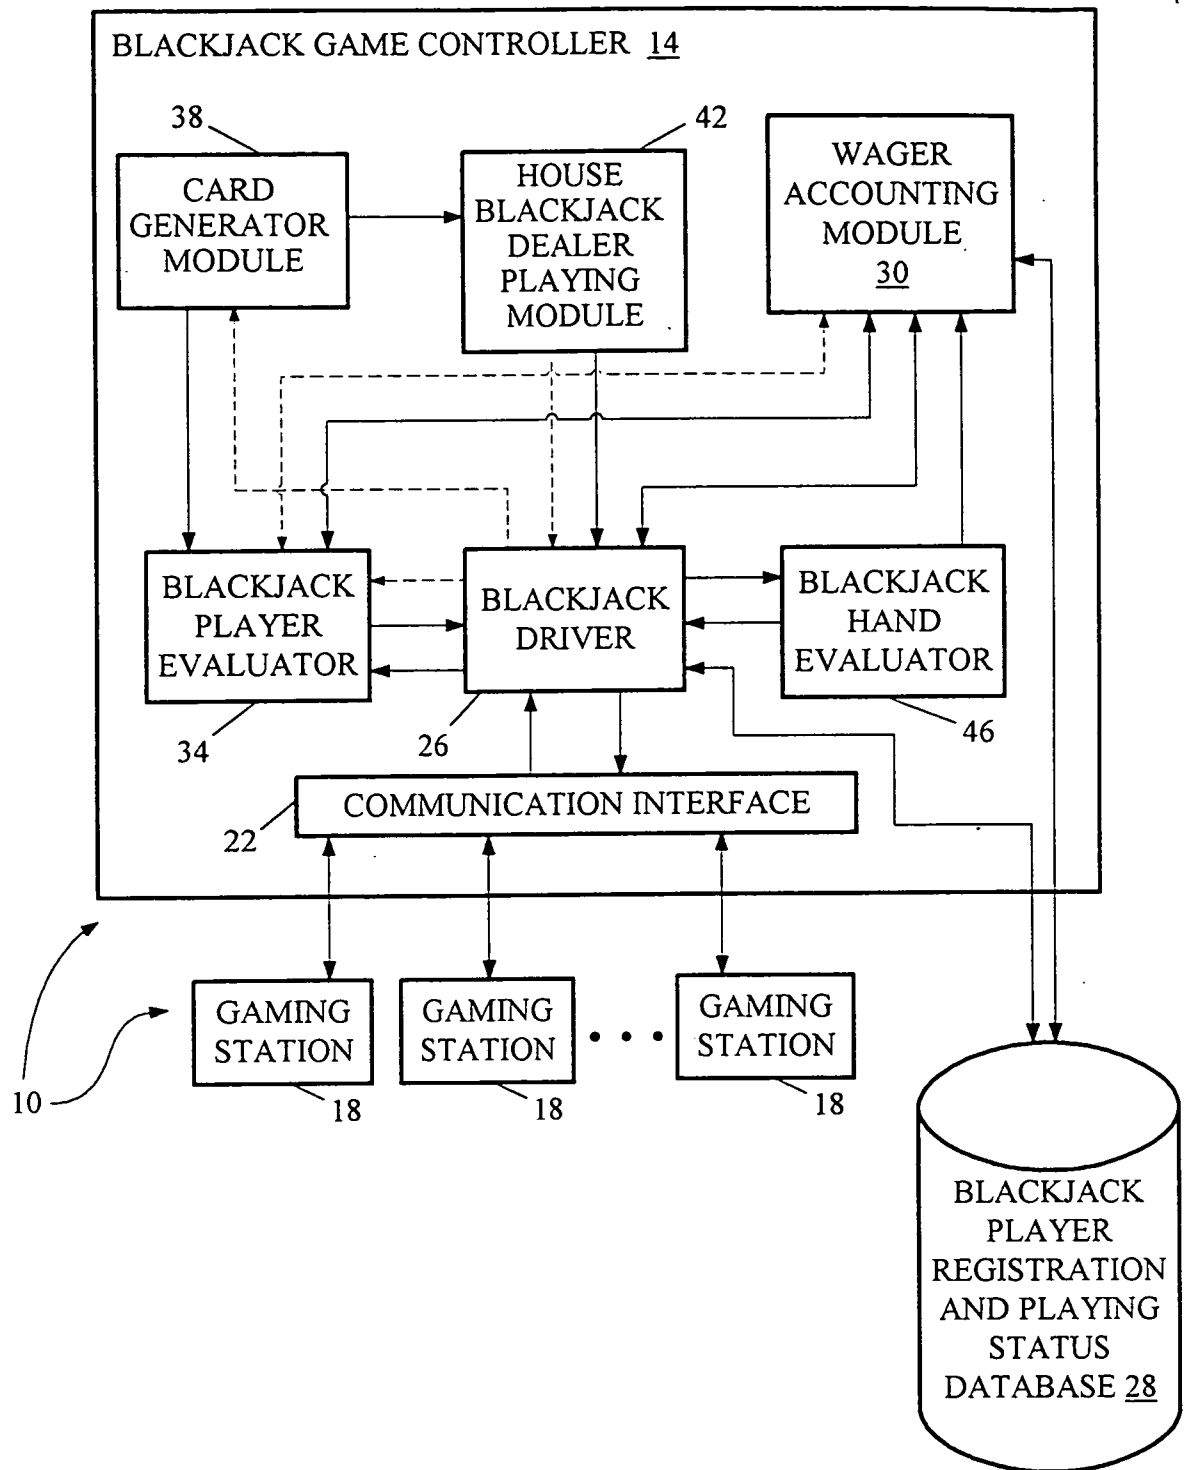 BLACKJACK GAME CONTROLLER 14
38
42
CARD
GENERATOR
MODULE
HOUSE
BLACKJACK
DEALER
PLAYING
MODULE
WAGER
ACCOUNTING
MODULE
30
BLACKJACK
PLAYER
EVALUATOR
BLACKJACK
DRIVER
BLACKJACK
HAND
EVALUATOR
34
26
46
COMMUNICATION INTERFACE
22
GAMING
STATION
GAMING
STATION
GAMING
STATION
10
18
18
18
BLACKJACK
PLAYER
REGISTRATION
AND PLAYING
STATUS
DATABASE 28